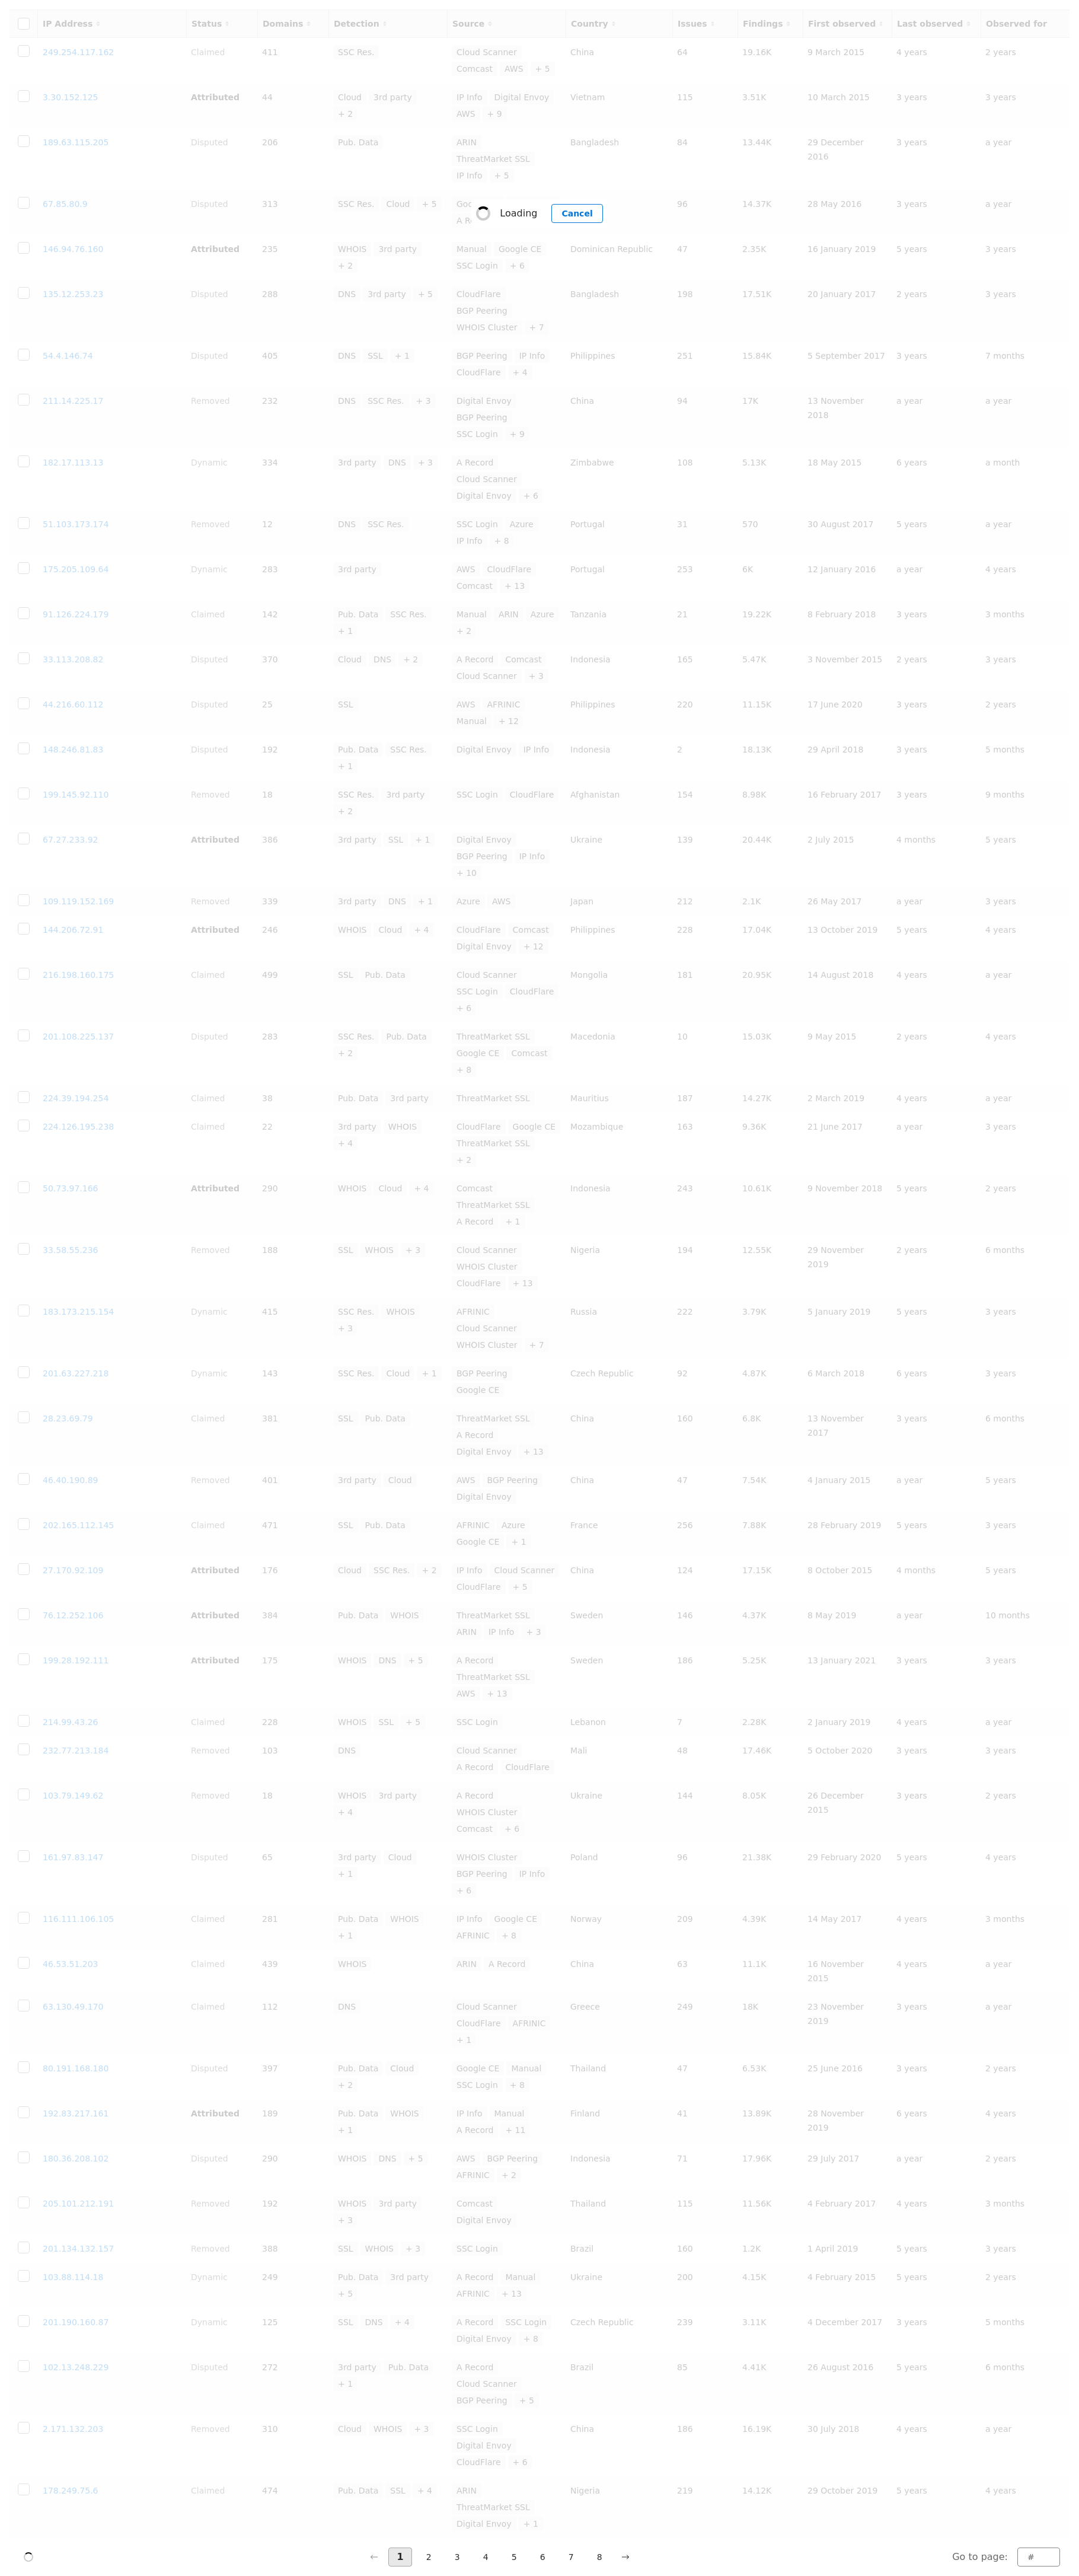 IP Address Status Domains Detection Source Country Issues Findings First observed Last observed Observed for
249.254.117.162 Claimed 411 SSC Res. Cloud Scanner China 64 19.16K 9 March 2015 4 years 2 years
Comcast AWS + 5
3.30.152.125 Attributed 44 Cloud 3rd party IP Info Digital Envoy Vietnam 115 3.51K 10 March 2015 3 years 3 years
+ 2 AWS + 9
189.63.115.205 Disputed 206 Pub. Data ARIN Bangladesh 84 13.44K 29 December 3 years a year
ThreatMarket SSL 2016
IP Info + 5
67.85.80.9 Disputed 313 SSC Res. Cloud + 5 96 14.37K 28 May 2016 3 years a year
Loading Cancel
146.94.76.160 Attributed 235 WHOIS 3rd party Manual Google CE Dominican Republic 47 2.35K 16 January 2019 5 years 3 years
+ 2 SSC Login + 6
135.12.253.23 Disputed 288 DNS 3rd party + 5 CloudFlare Bangladesh 198 17.51K 20 January 2017 2 years 3 years
BGP Peering
WHOIS Cluster + 7
54.4.146.74 Disputed 405 DNS SSL + 1 BGP Peering IP Info Philippines 251 15.84K 5 September 2017 3 years 7 months
CloudFlare + 4
211.14.225.17 Removed 232 DNS SSC Res. + 3 Digital Envoy China 94 17K 13 November a year a year
BGP Peering 2018
SSC Login + 9
182.17.113.13 Dynamic 334 3rd party DNS + 3 A Record Zimbabwe 108 5.13K 18 May 2015 6 years a month
Cloud Scanner
Digital Envoy + 6
51.103.173.174 Removed 12 DNS SSC Res. SSC Login Azure Portugal 31 570 30 August 2017 5 years a year
IP Info + 8
175.205.109.64 Dynamic 283 3rd party AWS CloudFlare Portugal 253 6K 12 January 2016 a year 4 years
Comcast + 13
91.126.224.179 Claimed 142 Pub. Data SSC Res. Manual ARIN Azure Tanzania 21 19.22K 8 February 2018 3 years 3 months
+ 1 + 2
33.113.208.82 Disputed 370 Cloud DNS + 2 A Record Comcast Indonesia 165 5.47K 3 November 2015 2 years 3 years
Cloud Scanner + 3
44.216.60.112 Disputed 25 SSL AWS AFRINIC Philippines 220 11.15K 17 June 2020 3 years 2 years
Manual + 12
148.246.81.83 Disputed 192 Pub. Data SSC Res. Digital Envoy IP Info Indonesia 2 18.13K 29 April 2018 3 years 5 months
+ 1
199.145.92.110 Removed 18 SSC Res. 3rd party SSC Login CloudFlare Afghanistan 154 8.98K 16 February 2017 3 years 9 months
+ 2
67.27.233.92 Attributed 386 3rd party SSL + 1 Digital Envoy Ukraine 139 20.44K 2 July 2015 4 months 5 years
BGP Peering IP Info
+ 10
109.119.152.169 Removed 339 3rd party DNS + 1 Azure AWS Japan 212 2.1K 26 May 2017 a year 3 years
144.206.72.91 Attributed 246 WHOIS Cloud + 4 CloudFlare Comcast Philippines 228 17.04K 13 October 2019 5 years 4 years
Digital Envoy + 12
216.198.160.175 Claimed 499 SSL Pub. Data Cloud Scanner Mongolia 181 20.95K 14 August 2018 4 years a year
SSC Login CloudFlare
+ 6
201.108.225.137 Disputed 283 SSC Res. Pub. Data ThreatMarket SSL Macedonia 10 15.03K 9 May 2015 2 years 4 years
+ 2 Google CE Comcast
+ 8
224.39.194.254 Claimed 38 Pub. Data 3rd party ThreatMarket SSL Mauritius 187 14.27K 2 March 2019 4 years a year
224.126.195.238 Claimed 22 3rd party WHOIS CloudFlare Google CE Mozambique 163 9.36K 21 June 2017 a year 3 years
+ 4 ThreatMarket SSL
+ 2
50.73.97.166 Attributed 290 WHOIS Cloud + 4 Comcast Indonesia 243 10.61K 9 November 2018 5 years 2 years
ThreatMarket SSL
A Record + 1
33.58.55.236 Removed 188 SSL WHOIS + 3 Cloud Scanner Nigeria 194 12.55K 29 November 2 years 6 months
WHOIS Cluster 2019
CloudFlare + 13
183.173.215.154 Dynamic 415 SSC Res. WHOIS AFRINIC Russia 222 3.79K 5 January 2019 5 years 3 years
+ 3 Cloud Scanner
WHOIS Cluster + 7
201.63.227.218 Dynamic 143 SSC Res. Cloud + 1 BGP Peering Czech Republic 92 4.87K 6 March 2018 6 years 3 years
Google CE
28.23.69.79 Claimed 381 SSL Pub. Data ThreatMarket SSL China 160 6.8K 13 November 3 years 6 months
A Record 2017
Digital Envoy + 13
46.40.190.89 Removed 401 3rd party Cloud AWS BGP Peering China 47 7.54K 4 January 2015 a year 5 years
Digital Envoy
202.165.112.145 Claimed 471 SSL Pub. Data AFRINIC Azure France 256 7.88K 28 February 2019 5 years 3 years
Google CE + 1
27.170.92.109 Attributed 176 Cloud SSC Res. + 2 IP Info Cloud Scanner China 124 17.15K 8 October 2015 4 months 5 years
CloudFlare + 5
76.12.252.106 Attributed 384 Pub. Data WHOIS ThreatMarket SSL Sweden 146 4.37K 8 May 2019 a year 10 months
ARIN IP Info + 3
199.28.192.111 Attributed 175 WHOIS DNS + 5 A Record Sweden 186 5.25K 13 January 2021 3 years 3 years
ThreatMarket SSL
AWS + 13
214.99.43.26 Claimed 228 WHOIS SSL + 5 SSC Login Lebanon 7 2.28K 2 January 2019 4 years a year
232.77.213.184 Removed 103 DNS Cloud Scanner Mali 48 17.46K 5 October 2020 3 years 3 years
A Record CloudFlare
103.79.149.62 Removed 18 WHOIS 3rd party A Record Ukraine 144 8.05K 26 December 3 years 2 years
+ 4 WHOIS Cluster 2015
Comcast + 6
161.97.83.147 Disputed 65 3rd party Cloud WHOIS Cluster Poland 96 21.38K 29 February 2020 5 years 4 years
+ 1 BGP Peering IP Info
+ 6
116.111.106.105 Claimed 281 Pub. Data WHOIS IP Info Google CE Norway 209 4.39K 14 May 2017 4 years 3 months
+ 1 AFRINIC + 8
46.53.51.203 Claimed 439 WHOIS ARIN A Record China 63 11.1K 16 November 4 years a year
2015
63.130.49.170 Claimed 112 DNS Cloud Scanner Greece 249 18K 23 November 3 years a year
CloudFlare AFRINIC 2019
+ 1
80.191.168.180 Disputed 397 Pub. Data Cloud Google CE Manual Thailand 47 6.53K 25 June 2016 3 years 2 years
+ 2 SSC Login + 8
192.83.217.161 Attributed 189 Pub. Data WHOIS IP Info Manual Finland 41 13.89K 28 November 6 years 4 years
+ 1 A Record + 11 2019
180.36.208.102 Disputed 290 WHOIS DNS + 5 AWS BGP Peering Indonesia 71 17.96K 29 July 2017 a year 2 years
AFRINIC + 2
205.101.212.191 Removed 192 WHOIS 3rd party Comcast Thailand 115 11.56K 4 February 2017 4 years 3 months
+ 3 Digital Envoy
201.134.132.157 Removed 388 SSL WHOIS + 3 SSC Login Brazil 160 1.2K 1 April 2019 5 years 3 years
103.88.114.18 Dynamic 249 Pub. Data 3rd party A Record Manual Ukraine 200 4.15K 4 February 2015 5 years 2 years
+ 5 AFRINIC + 13
201.190.160.87 Dynamic 125 SSL DNS + 4 A Record SSC Login Czech Republic 239 3.11K 4 December 2017 3 years 5 months
Digital Envoy + 8
102.13.248.229 Disputed 272 3rd party Pub. Data A Record Brazil 85 4.41K 26 August 2016 5 years 6 months
+ 1 Cloud Scanner
BGP Peering + 5
2.171.132.203 Removed 310 Cloud WHOIS + 3 SSC Login China 186 16.19K 30 July 2018 4 years a year
Digital Envoy
CloudFlare + 6
178.249.75.6 Claimed 474 Pub. Data SSL + 4 ARIN Nigeria 219 14.12K 29 October 2019 5 years 4 years
ThreatMarket SSL
Digital Envoy + 1
← 1 2 3 4 5 6 7 8 → Go to page: #